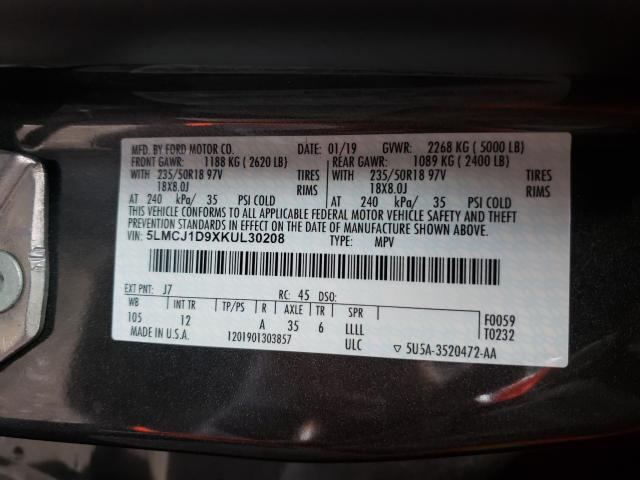 MFD. BY FORD MOTOR CO. DATE: 01/19 GVWR: 2268 KG ( 5000 LB)
FRONT GAWR: 1188 KG ( 2620 LB) REAR GAWR: 1089 KG ( 2400 LB)
WITH 235/50R18 97V TIRES WITH 235/50R18 97V TIRES
18X8.0J RIMS 18X8.0J RIMS
AT 240 kPa/ 35 PSI COLD AT 240 kPa/ 35 PSI COLD
THIS VEHICLE CONFORMS TO ALL APPLICABLE FEDERAL MOTOR VEHICLE SAFETY AND THEFT
PREVENTION STANDARDS IN EFFECT ON THE DATE OF MANUFACTURE SHOWN ABOVE.
VIN: 5LMCJ1D9XKUL30208 TYPE: MPV
EXT PNT: J7 RC: 45 DSO:
WB INT TR TP/PS R AXLE TR SPR F0059
105 12 A 35 6 LLLL T0232
MADE IN U.S.A. 1201901303857 ULC ▽ 5U5A-3520472-AA